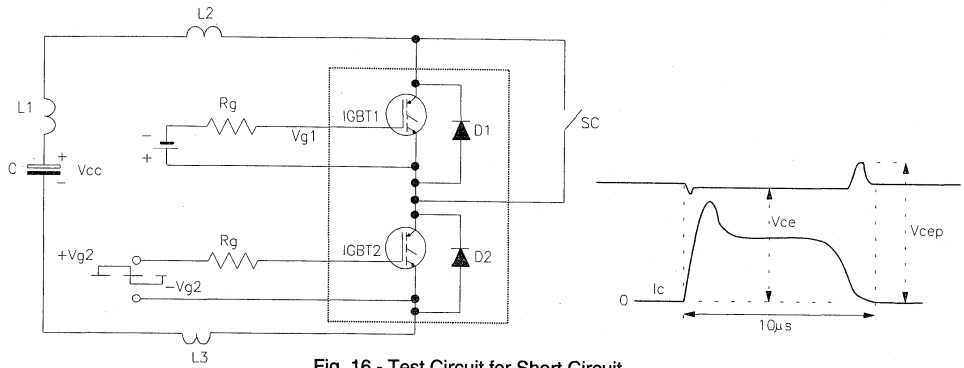 L2
L1
C
+
Vcc
−
Rg
−
+
Vg1
IGBT1
D1
SC
+Vg2
−Vg2
Rg
IGBT2
D2
L3
Vce
Vcep
Ic
0
10µs
Fig. 16 - Test Circuit for Short Circuit